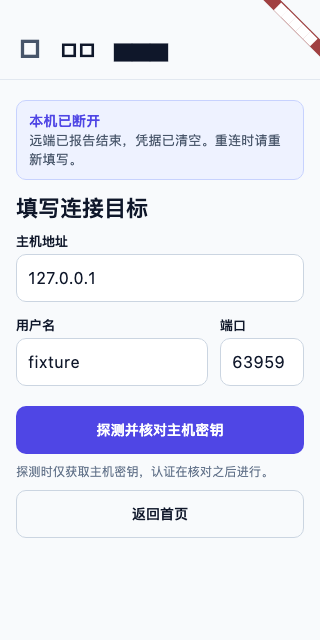 本机已断开
远端已报告结束，凭据已清空。重连时请重
新填写。
填写连接目标
主机地址
127.0.0.1
用户名
端口
fixture
63959
探测并核对主机密钥
探测时仅获取主机密钥，认证在核对之后进行。
返回首页